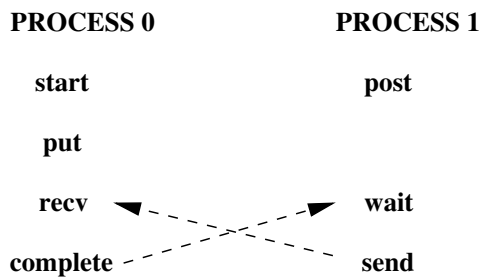 PROCESS 0 PROCESS 1
start post
put
recv wait
complete send